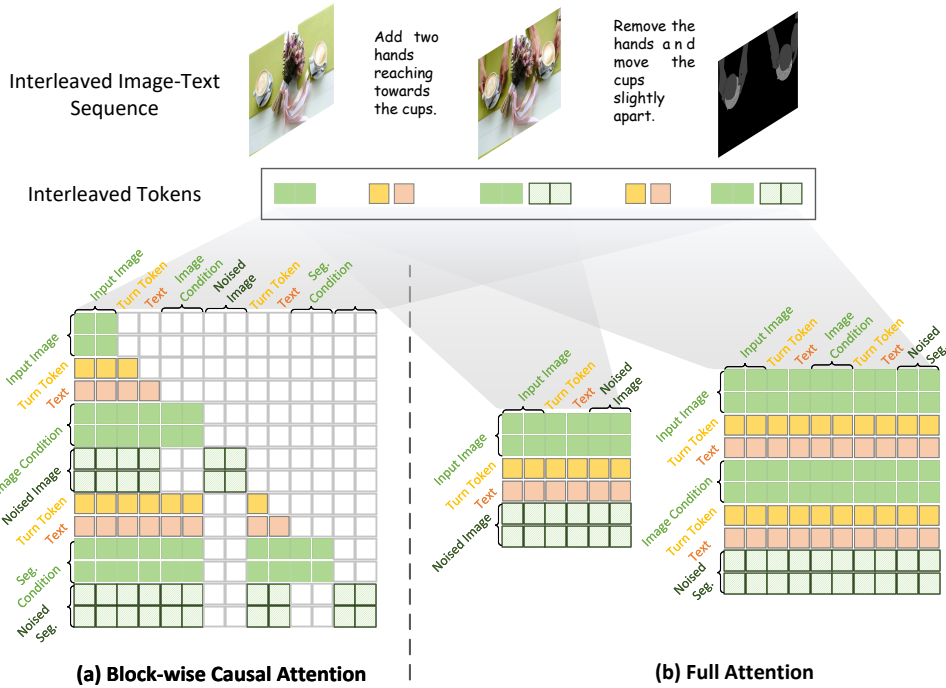 Interleaved Image-Text
Sequence
Add two
hands
reaching
towards
the cups.
Remove the
hands and
move the
cups
slightly
apart.
Interleaved Tokens
Input Image
Turn Token
Text
Image
Condition
Noised
Image
Turn Token
Text
Seg.
Condition
Input Image
Turn Token
Text
Image Condition
Noised Image
Turn Token
Text
Seg.
Condition
Noised
Seg.
Input Image
Turn Token
Text
Noised
Image
Input Image
Turn Token
Text
Noised Image
Input Image
Turn Token
Text
Image
Condition
Turn Token
Text
Noised
Seg.
Input Image
Turn Token
Text
Image Condition
Turn Token
Text
Noised
Seg.
(a) Block-wise Causal Attention
(b) Full Attention